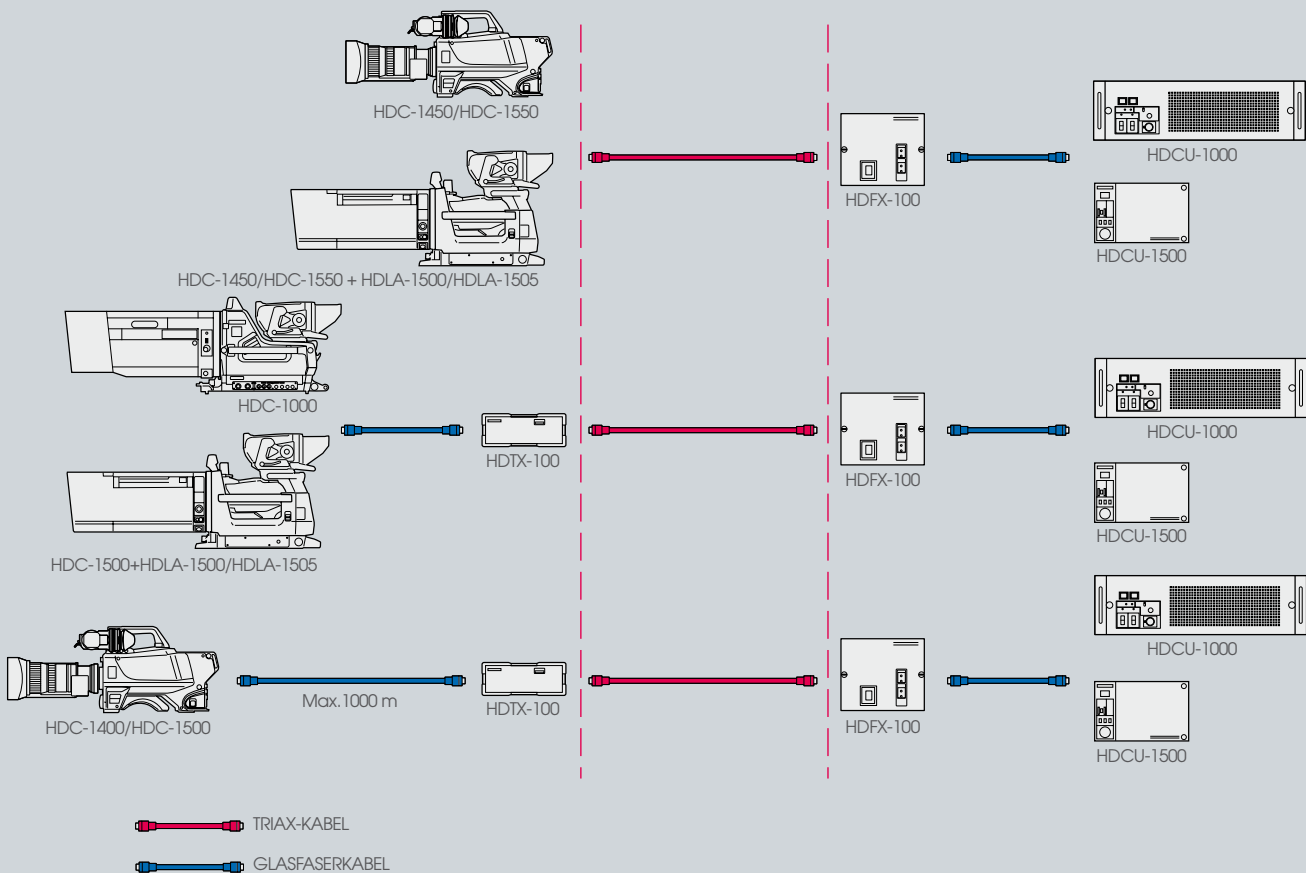 HDC-1450/HDC-1550
HDCU-1000
HDFX-100
HDCU-1500
HDC-1450/HDC-1550 + HDLA-1500/HDLA-1505
HDC-1000
HDCU-1000
HDTX-100
HDFX-100
HDCU-1500
HDC-1500+HDLA-1500/HDLA-1505
HDCU-1000
Max.1000 m
HDTX-100
HDC-1400/HDC-1500
HDFX-100
HDCU-1500
TRIAX-KABEL
GLASFASERKABEL